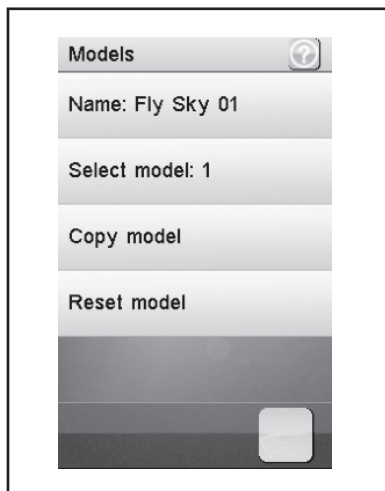 Models
?
Name: Fly Sky 01
Select model: 1
Copy model
Reset model